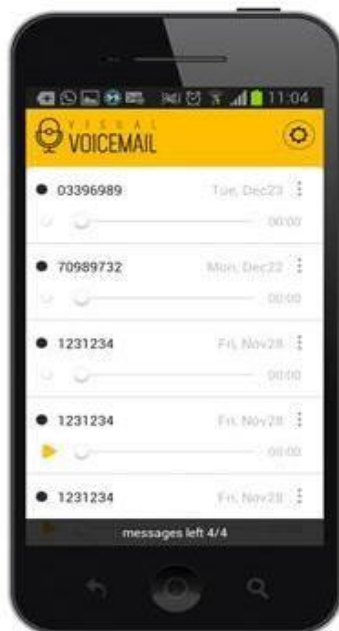 11:04
VISUAL
VOICEMAIL
03396989 Tue, Dec23
00:00
70989732 Mon, Dec22
00:00
1231234 Fri, Nov28
00:00
1231234 Fri, Nov28
00:00
1231234 Fri, Nov28
messages left 4/4